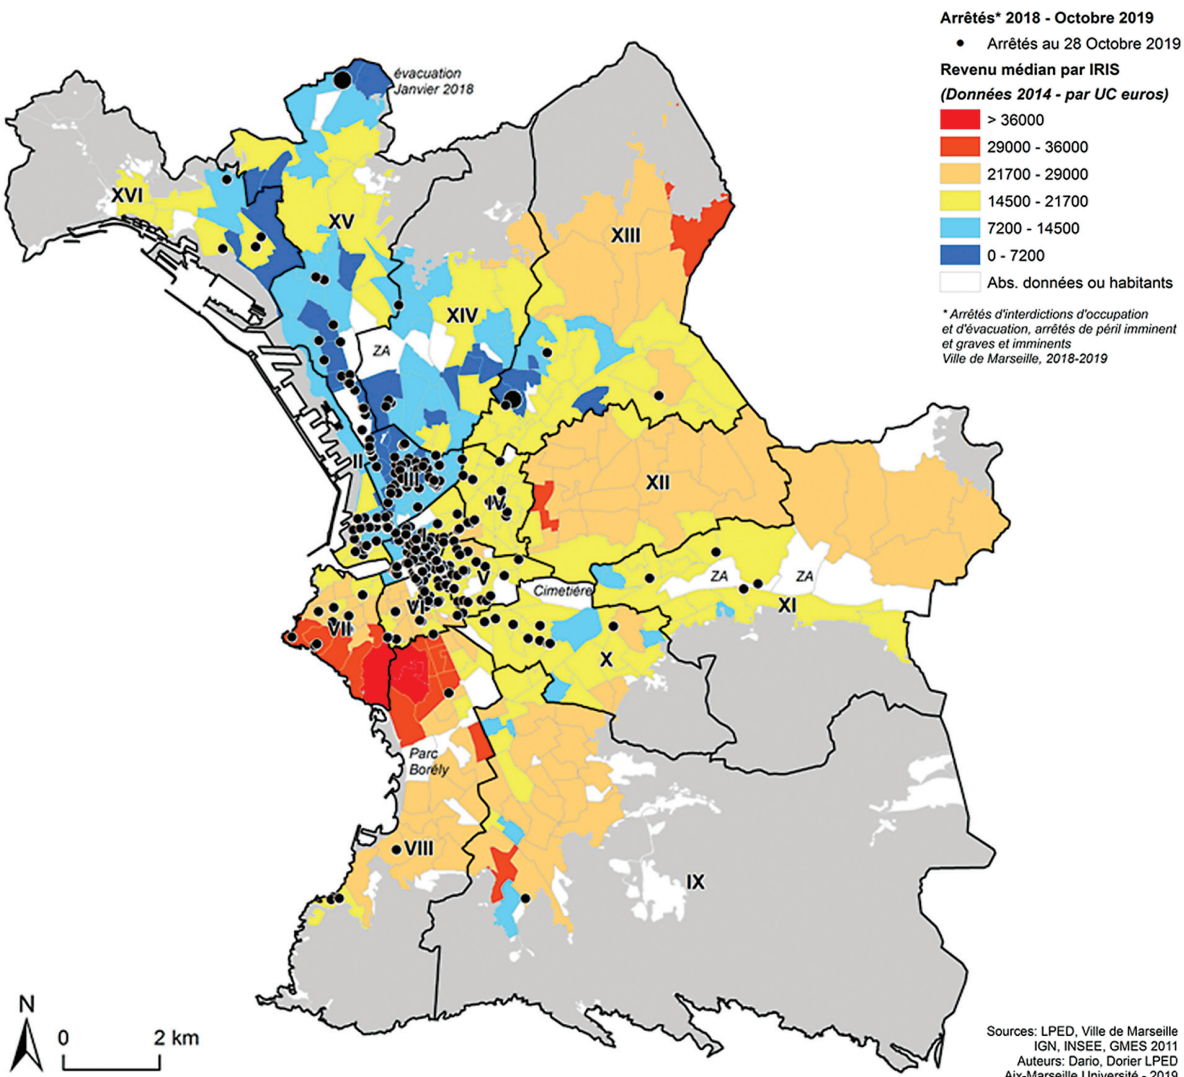 Arrêtés* 2018 - Octobre 2019
Arrêtés au 28 Octobre 2019
Revenu médian par IRIS
(Données 2014 - par UC euros)
> 36000
29000 - 36000
21700 - 29000
14500 - 21700
7200 - 14500
0 - 7200
Abs. données ou habitants
* Arrêtés d'interdictions d'occupation
et d'évacuation, arrêtés de péril imminent
et graves et imminents
Ville de Marseille, 2018-2019
évacuation
Janvier 2018
XVI
XV
XIII
XIV
ZA
II
III
IV
XII
I
V
ZA
ZA
Cimetière
VI
XI
VII
X
Parc
Borély
VIII
IX
N
0
2 km
Sources: LPED, Ville de Marseille
IGN, INSEE, GMES 2011
Auteurs: Dario, Dorier LPED
Aix-Marseille Université - 2019